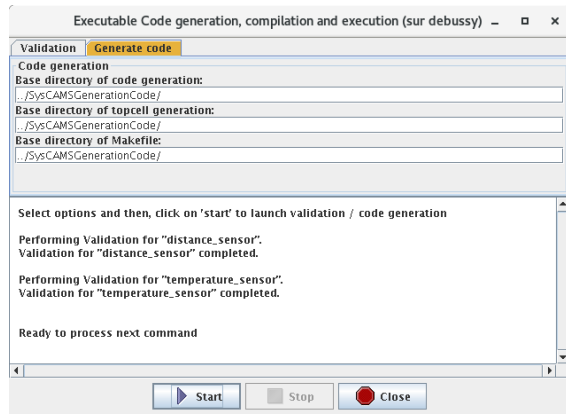 Executable Code generation, compilation and execution (sur debussy)
Validation Generate code
Code generation
Base directory of code generation:
../SysCAMSGenerationCode/
Base directory of topcell generation:
../SysCAMSGenerationCode/
Base directory of Makefile:
../SysCAMSGenerationCode/
Select options and then, click on 'start' to launch validation / code generation
Performing Validation for "distance_sensor".
Validation for "distance_sensor" completed.
Performing Validation for "temperature_sensor".
Validation for "temperature_sensor" completed.
Ready to process next command
Start Stop Close